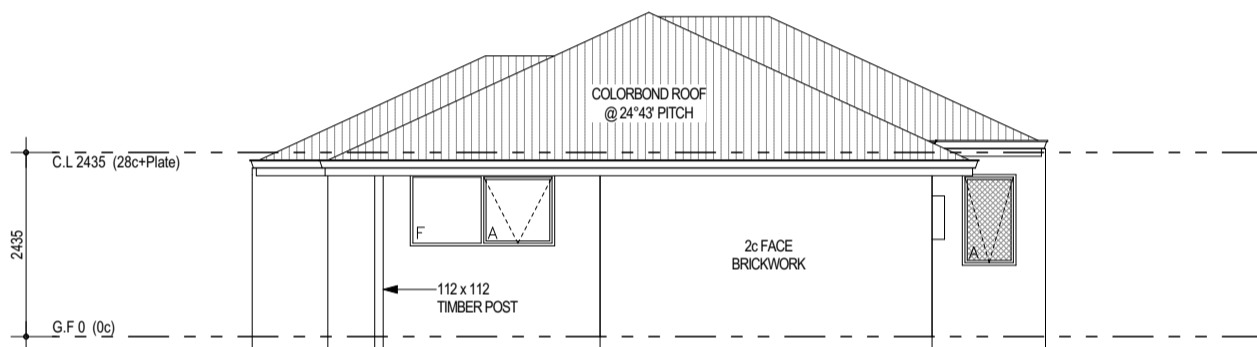 COLORBOND ROOF
@ 24°43' PITCH
C.L 2435 (28c+Plate)
2435
F
A
A
2c FACE
BRICKWORK
112 x 112
TIMBER POST
G.F 0 (0c)